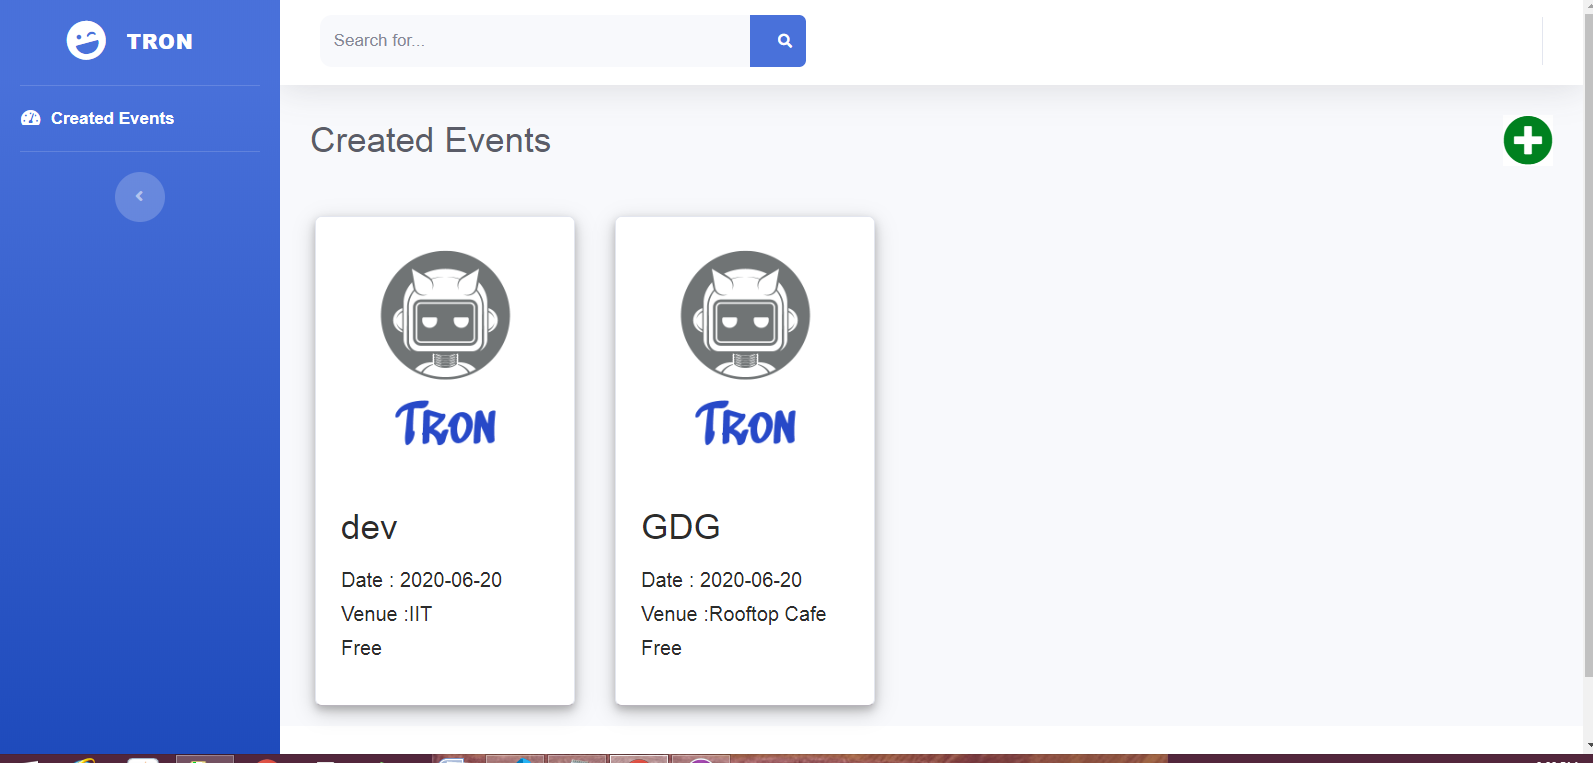 TRON
Search for...
Created Events
Created Events
TRON
TRON
dev
Date : 2020-06-20
Venue :IIT
Free
GDG
Date : 2020-06-20
Venue :Rooftop Cafe
Free